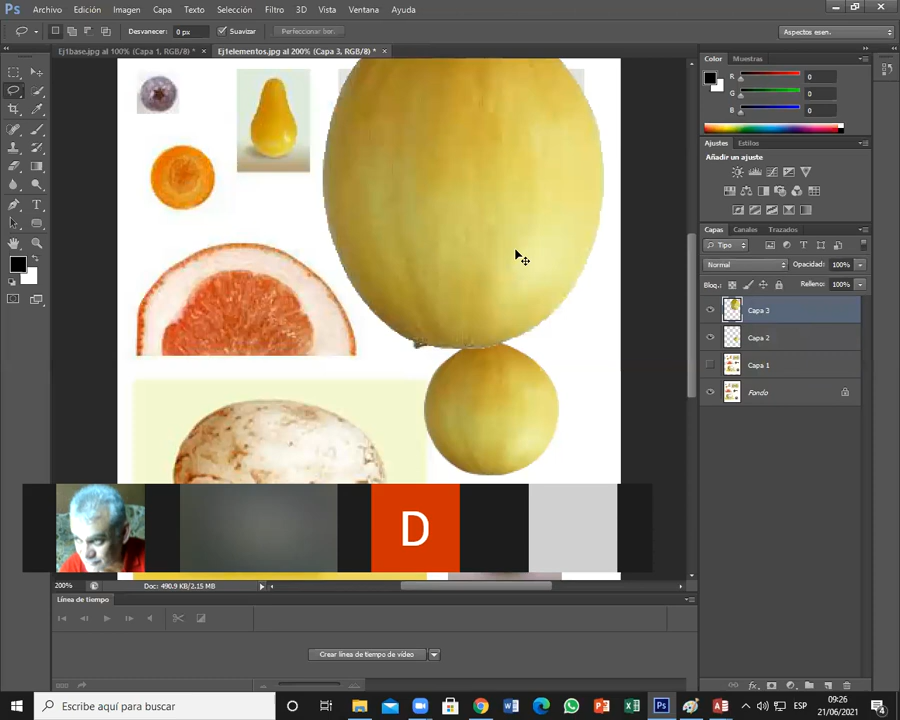 Ps Archivo Edición Imagen Capa Texto Selección Filtro 3D Vista Ventana Ayuda
Desvanecer: 0 px Suavizar Perfeccionar bor. Aspectos esen.
Ej1base.jpg al 100% (Capa 1, RGB/8) * × Ej1elementos.jpg al 200% (Capa 3, RGB/8) * ×
Color Muestras
R 0
G 0
B 0
Ajustes Estilos
Añadir un ajuste
Capas Canales Trazados
Tipo
Normal Opacidad: 100%
Bloq.: Relleno: 100%
Capa 3
Capa 2
Capa 1
Fondo
D
200% Doc: 490.9 KB/2.15 MB
Línea de tiempo
Crear línea de tiempo de vídeo
Escribe aquí para buscar
ESP
09:26
21/06/2021
4